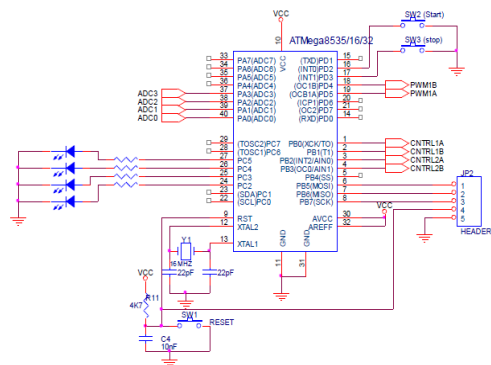 VCC
SW2 (Start)
ATMega8535/16/32
SW3 (stop)
10
VCC
33 PA7(ADC7) (TXD)PD1 15
34 PA6(ADC6) (INT0)PD2 16
35 PA5(ADC5) (INT1)PD3 17
36 PA4(ADC4) (OC1B)PD4 18 PWM1B
ADC3 37 PA3(ADC3) (OCB1A)PD5 19 PWM1A
ADC2 38 PA2(ADC2) (ICP1)PD6 20
ADC1 39 PA1(ADC1) (OC2)PD7 21
ADC0 40 PA0(ADC0) (RXD)PD0 14
29 (TOSC2)PC7 PB0(XCK/TO) 1 CNTRL1A
28 (TOSC1)PC6 PB1(T1) 2 CNTRL1B
27 PC5 PB2(INT2/AIN0) 3 CNTRL2A
26 PC4 PB3(OC0/AIN1) 4 CNTRL2B
25 PC3 PB4(SS) 5
24 PC2 PB5(MOSI) 6
23 (SDA)PC1 PB6(MISO) 7
22 (SCL)PC0 PB7(SCK) 8
JP2
1
2
3
4
5
HEADER
VCC
9 RST AVCC 30
12 XTAL2 AREFF 32
13 XTAL1
GND
GND
11
31
Y1
16MHZ
22pF
22pF
VCC
R11
4K7
SW1
RESET
C4
10nF